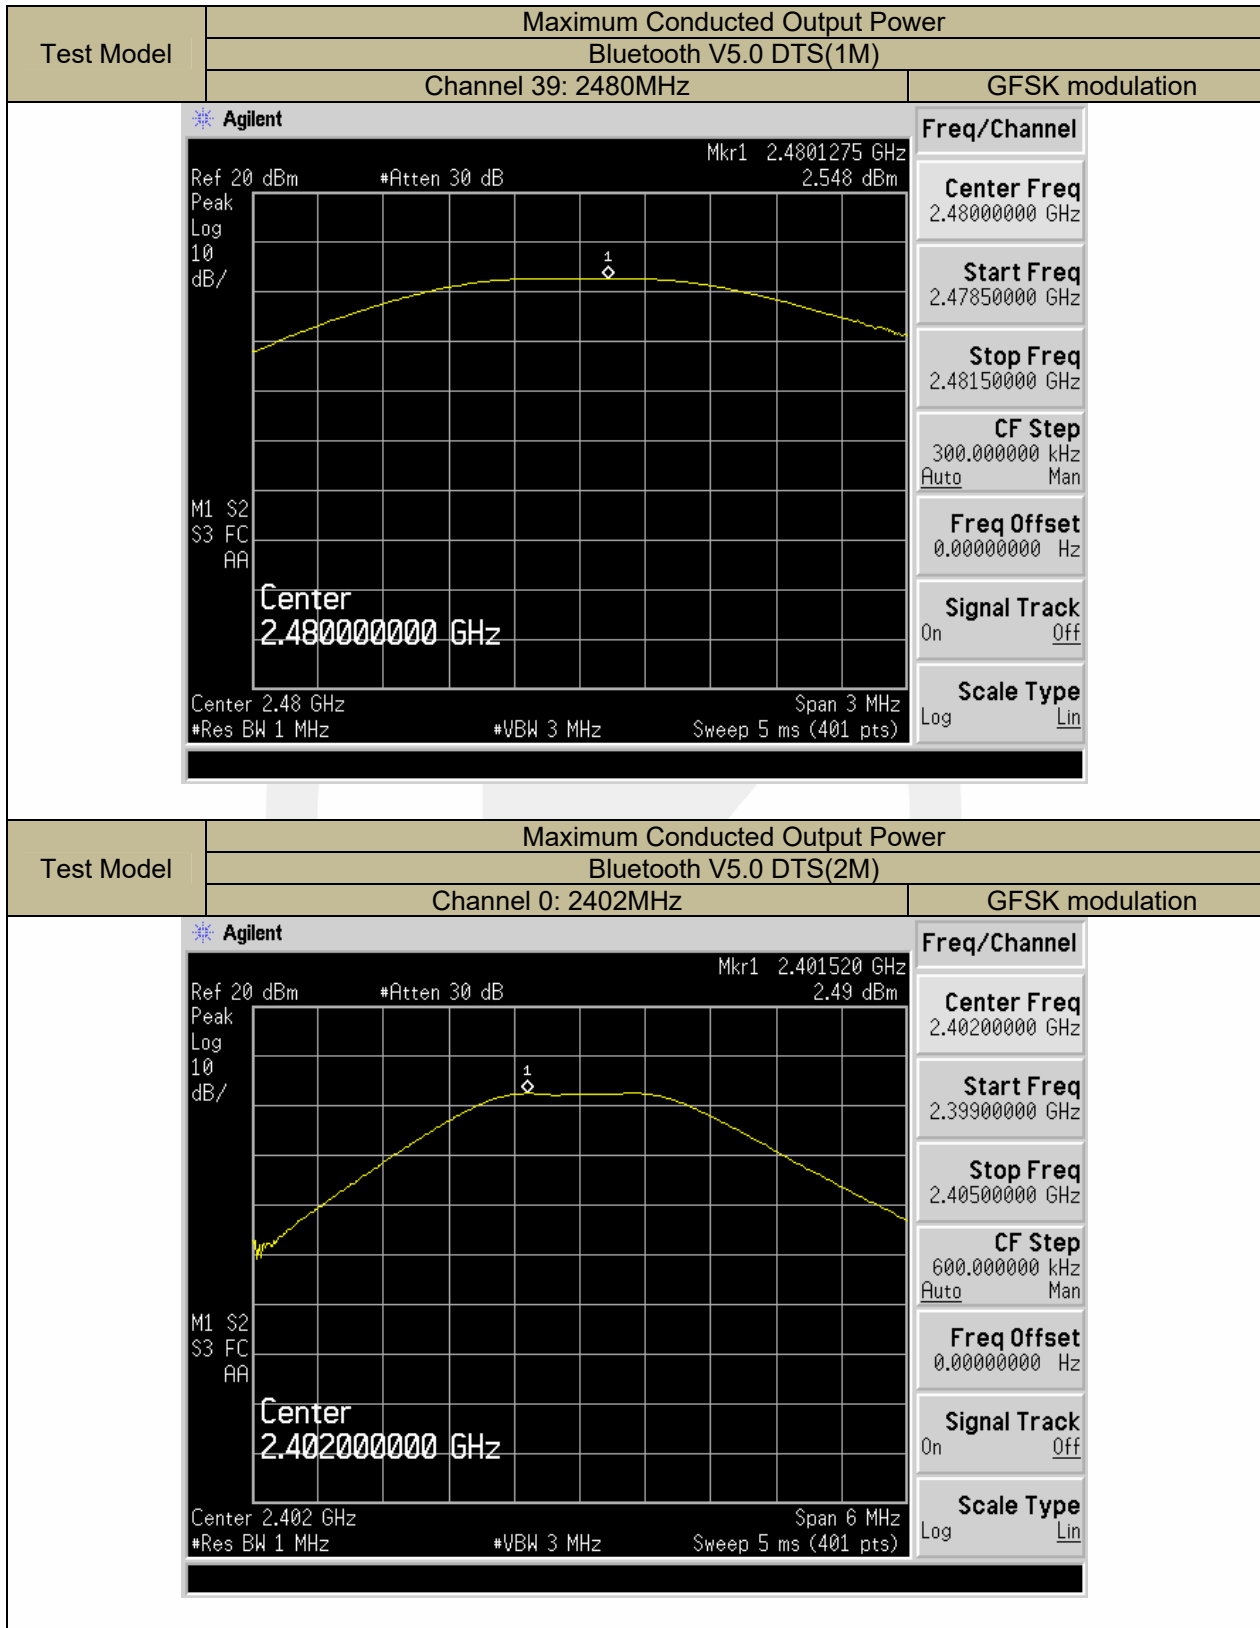 Test Model
Maximum Conducted Output Power
Bluetooth V5.0 DTS(1M)
Channel 39: 2480MHz GFSK modulation
Agilent
Freq/Channel
Mkr1 2.4801275 GHz
Ref 20 dBm #Atten 30 dB 2.548 dBm
Peak
Log
10
dB/
1
M1 S2
S3 FC
AA
Center
2.480000000 GHz
Center 2.48 GHz Span 3 MHz
#Res BW 1 MHz #VBW 3 MHz Sweep 5 ms (401 pts)
Center Freq
2.48000000 GHz
Start Freq
2.47850000 GHz
Stop Freq
2.48150000 GHz
CF Step
300.000000 kHz
Auto Man
Freq Offset
0.00000000 Hz
Signal Track
On Off
Scale Type
Log Lin
Test Model
Maximum Conducted Output Power
Bluetooth V5.0 DTS(2M)
Channel 0: 2402MHz GFSK modulation
Agilent
Freq/Channel
Mkr1 2.401520 GHz
Ref 20 dBm #Atten 30 dB 2.49 dBm
Peak
Log
10
dB/
1
M1 S2
S3 FC
AA
Center
2.402000000 GHz
Center 2.402 GHz Span 6 MHz
#Res BW 1 MHz #VBW 3 MHz Sweep 5 ms (401 pts)
Center Freq
2.40200000 GHz
Start Freq
2.39900000 GHz
Stop Freq
2.40500000 GHz
CF Step
600.000000 kHz
Auto Man
Freq Offset
0.00000000 Hz
Signal Track
On Off
Scale Type
Log Lin